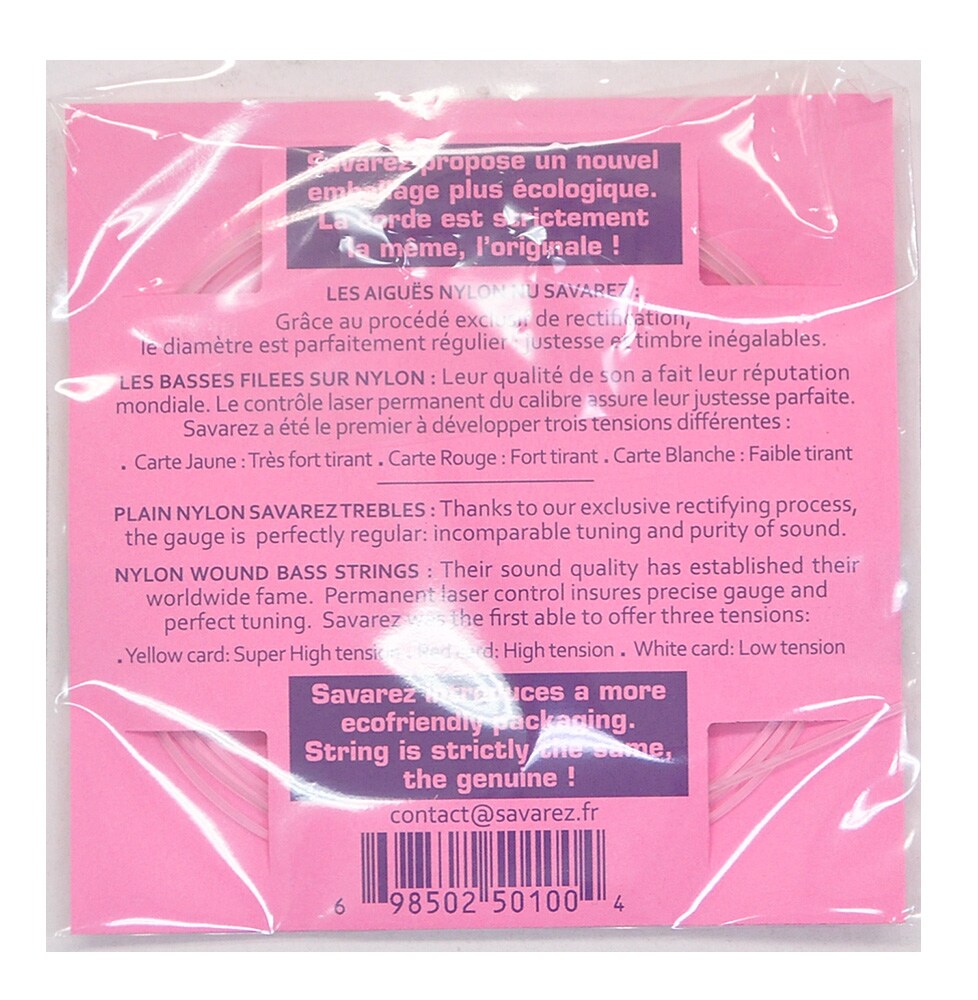 Savarez propose un nouvel
emballage plus écologique.
La corde est strictement
la même, l'originale !
LES AIGUËS NYLON NU SAVAREZ :
Grâce au procédé exclusif de rectification,
le diamètre est parfaitement régulier : justesse et timbre inégalables.
LES BASSES FILEES SUR NYLON : Leur qualité de son a fait leur réputation
mondiale. Le contrôle laser permanent du calibre assure leur justesse parfaite.
Savarez a été le premier à développer trois tensions différentes :
. Carte Jaune : Très fort tirant . Carte Rouge : Fort tirant . Carte Blanche : Faible tirant
PLAIN NYLON SAVAREZ TREBLES : Thanks to our exclusive rectifying process,
the gauge is perfectly regular: incomparable tuning and purity of sound.
NYLON WOUND BASS STRINGS : Their sound quality has established their
worldwide fame. Permanent laser control insures precise gauge and
perfect tuning. Savarez was the first able to offer three tensions:
. Yellow card: Super High tension . Red card: High tension . White card: Low tension
Savarez introduces a more
ecofriendly packaging.
String is strictly the same,
the genuine !
contact@savarez.fr
6 98502 50100 4